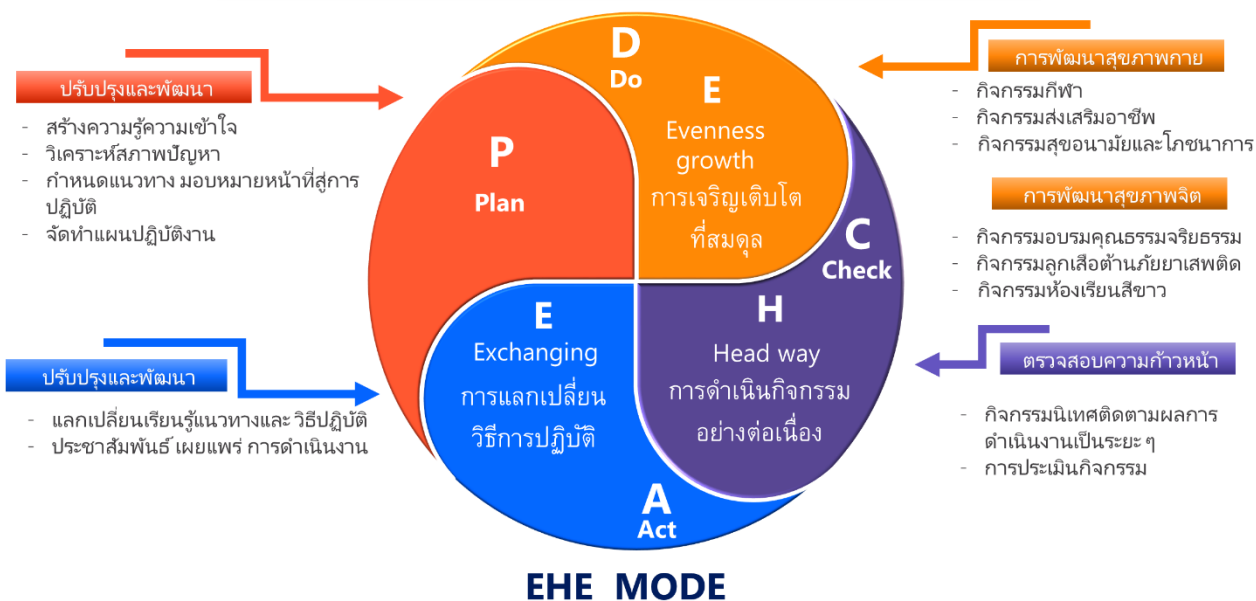 ปรับปรุงและพัฒนา
- สร้างความรู้ความเข้าใจ
- วิเคราะห์สภาพปัญหา
- กำหนดแนวทาง มอบหมายหน้าที่สู่การ
ปฏิบัติ
- จัดทำแผนปฏิบัติงาน
P
Plan
D
Do
E
Evenness
growth
การเจริญเติบโต
ที่สมดุล
การพัฒนาสุขภาพกาย
- กิจกรรมกีฬา
- กิจกรรมส่งเสริมอาชีพ
- กิจกรรมสุขอนามัยและโภชนาการ
การพัฒนาสุขภาพจิต
- กิจกรรมอบรมคุณธรรมจริยธรรม
- กิจกรรมลูกเสือต้านภัยยาเสพติด
- กิจกรรมห้องเรียนสีขาว
C
Check
H
Head way
การดำเนินกิจกรรม
อย่างต่อเนื่อง
ตรวจสอบความก้าวหน้า
- กิจกรรมนิเทศติดตามผลการ
ดำเนินงานเป็นระยะ ๆ
- การประเมินกิจกรรม
ปรับปรุงและพัฒนา
- แลกเปลี่ยนเรียนรู้แนวทางและ วิธีปฏิบัติ
- ประชาสัมพันธ์ เผยแพร่ การดำเนินงาน
E
Exchanging
การแลกเปลี่ยน
วิธีการปฏิบัติ
A
Act
EHE MODE